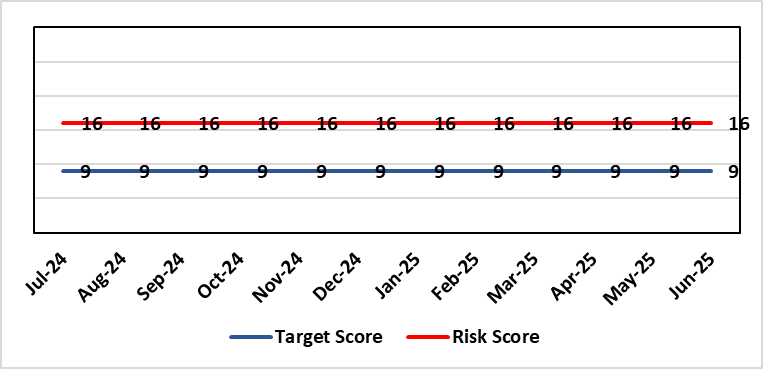 16 16 16 16 16 16 16 16 16 16 16 16
9 9 9 9 9 9 9 9 9 9 9 9
Jul-24 Aug-24 Sep-24 Oct-24 Nov-24 Dec-24 Jan-25 Feb-25 Mar-25 Apr-25 May-25 Jun-25
Target Score Risk Score